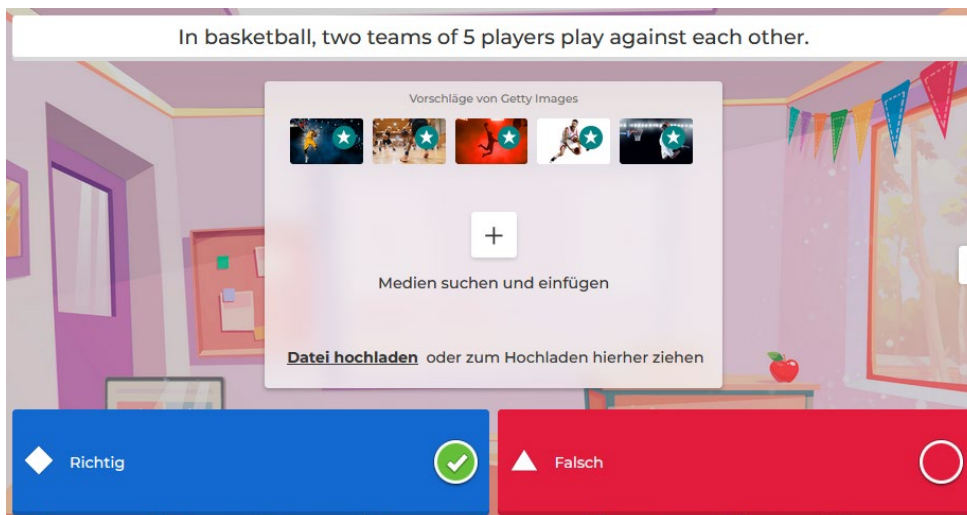 In basketball, two teams of 5 players play against each other.
Vorschläge von Getty Images
Medien suchen und einfügen
Datei hochladen oder zum Hochladen hierher ziehen
Richtig
Falsch